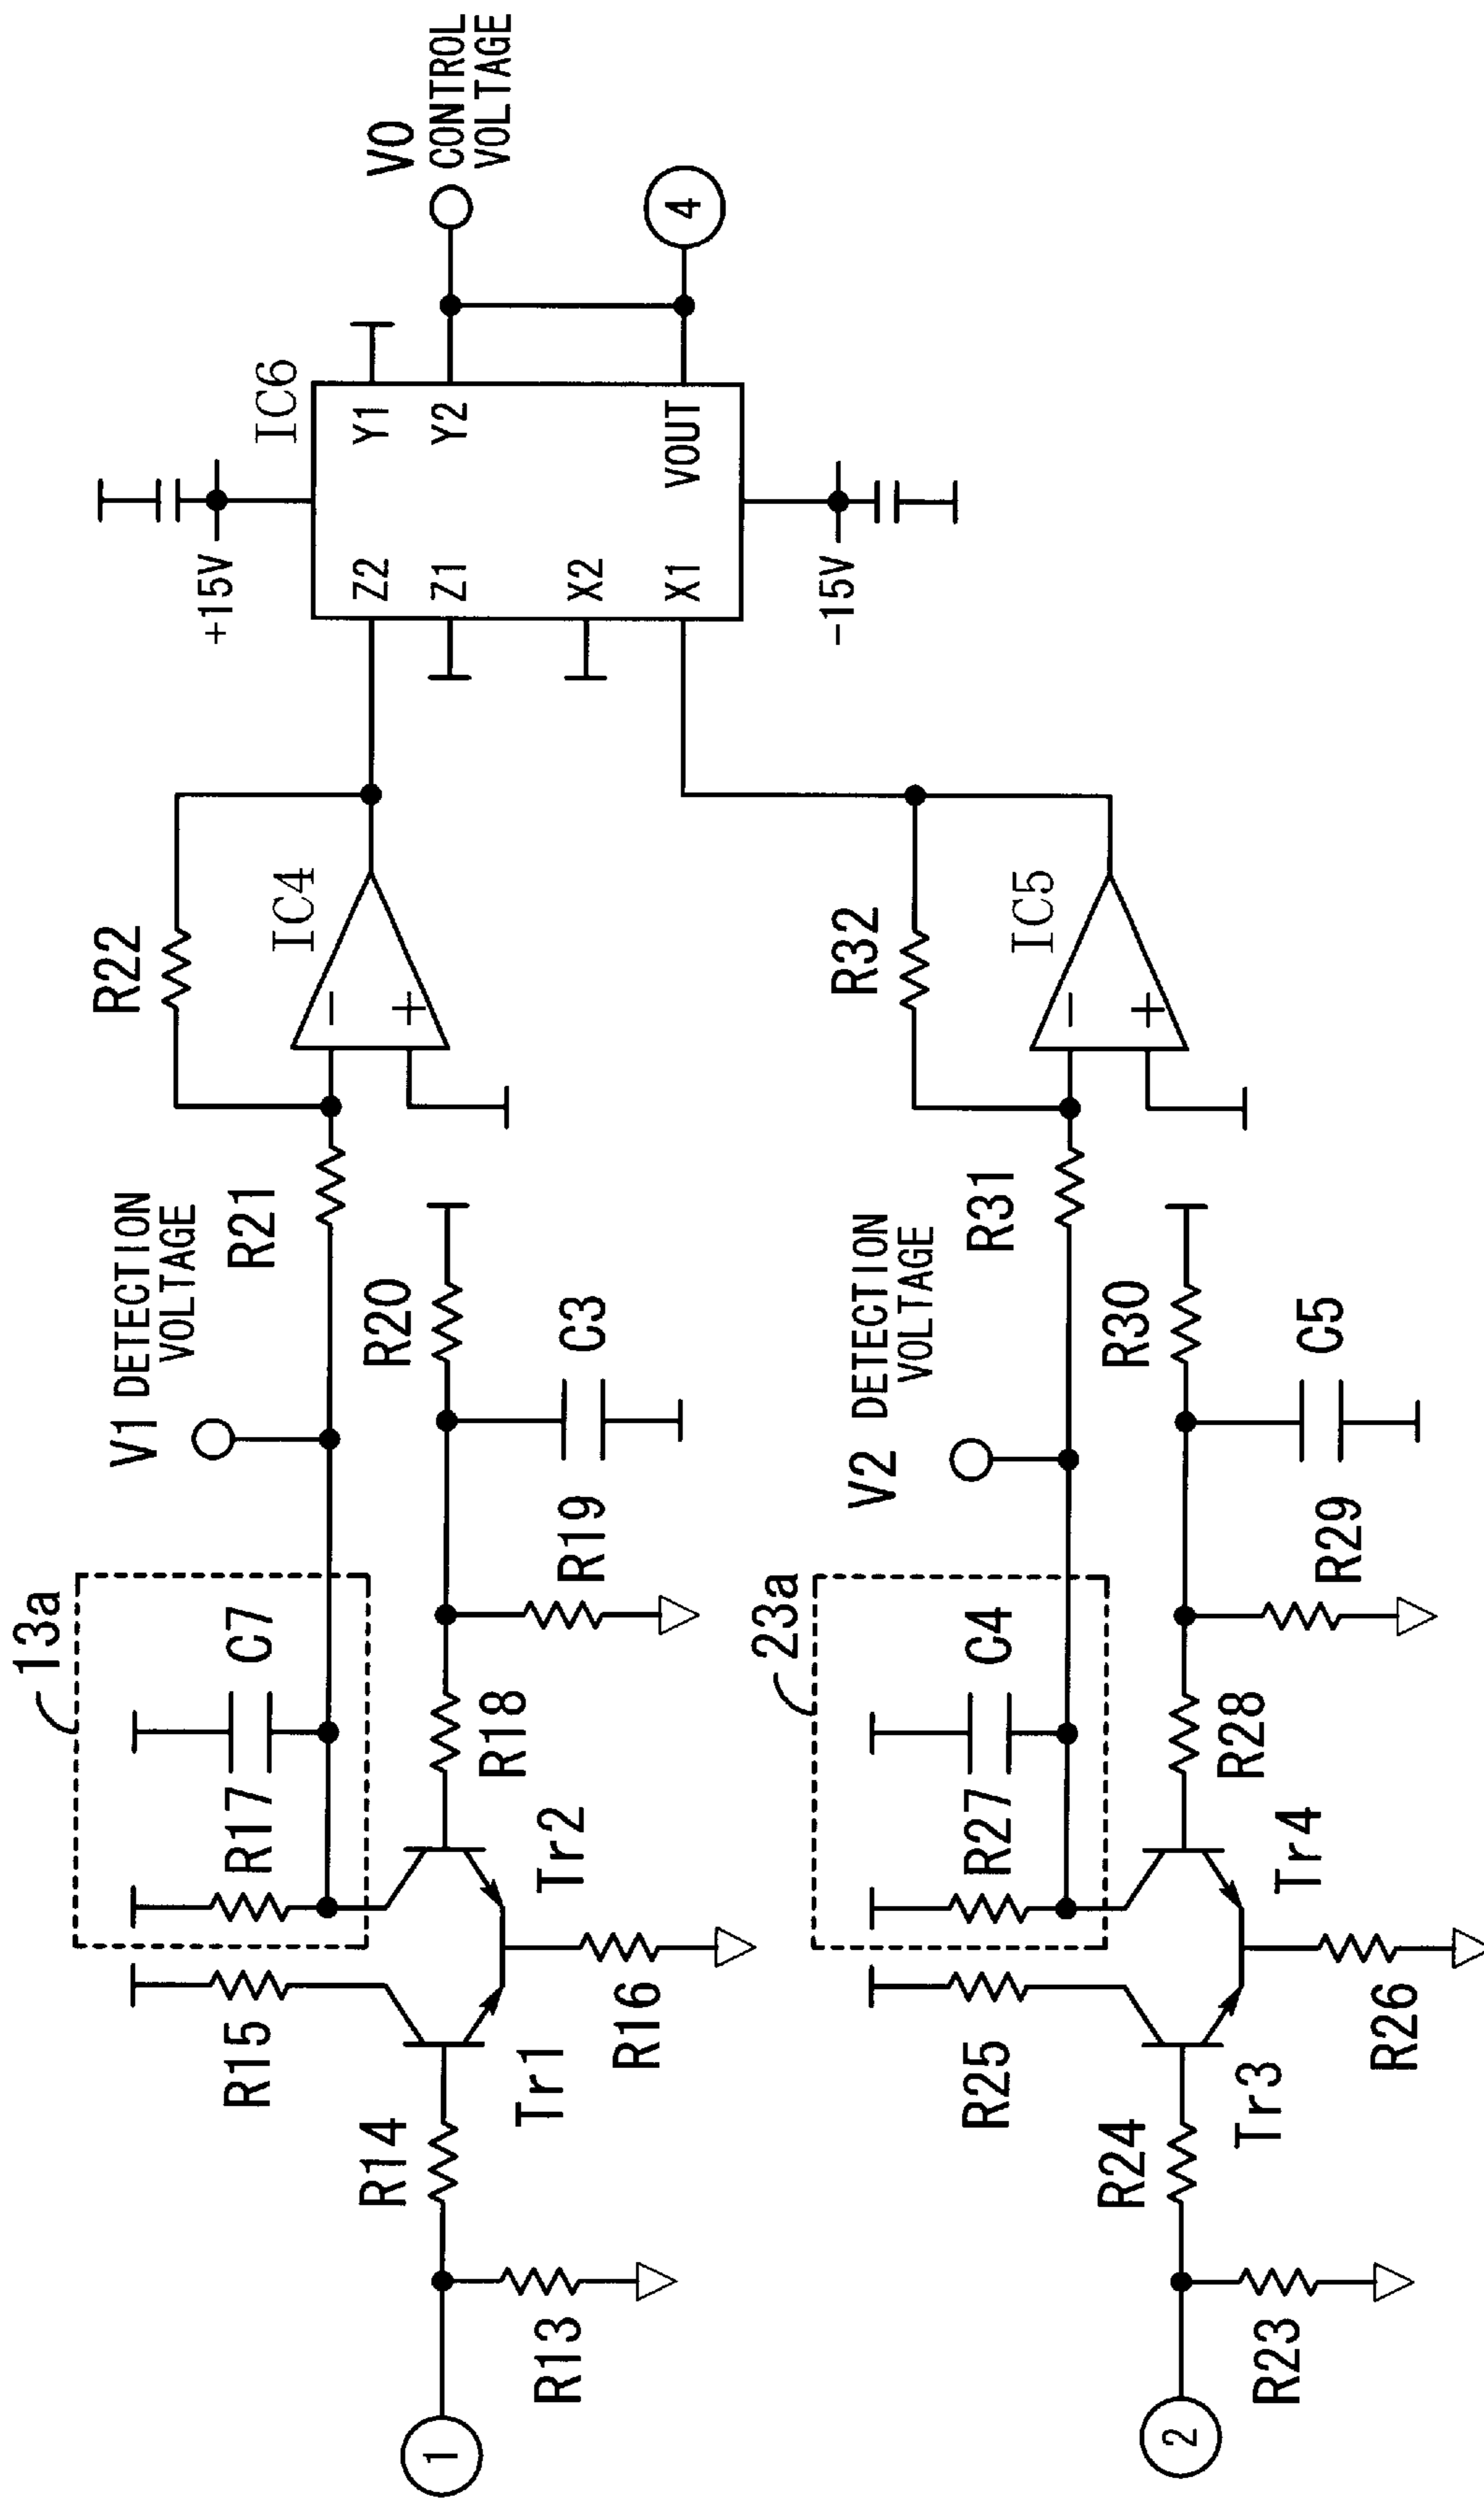 13a
V1 DETECTION
VOLTAGE
R22
+15V
IC6
V0
CONTROL
VOLTAGE
R15
R17
C7
R21
IC4
−
+
Z2
Z1
X2
X1
Y1
Y2
VOUT
4
R14
R20
1
R13
Tr1
R16
Tr2
R18
R19
C3
-15V
23a
V2 DETECTION
VOLTAGE
R32
R25
R27
C4
R31
IC5
−
+
R24
R30
2
R23
Tr3
R26
Tr4
R28
R29
C5